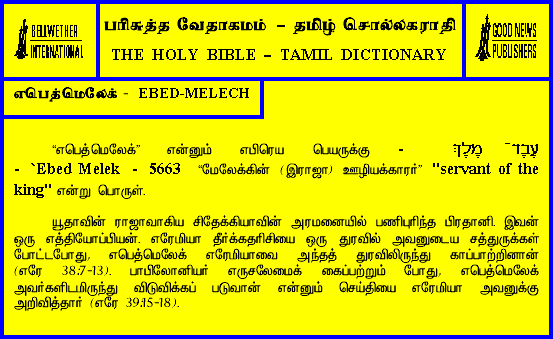 BELLWETHER
INTERNATIONAL
பரிசுத்த வேதாகமம் – தமிழ் சொல்லகராதி
THE HOLY BIBLE – TAMIL DICTIONARY
GOOD NEWS
PUBLISHERS
எபெத்மெலேக் - EBED-MELECH
“எபெத்மெலேக்” என்னும் எபிரெய பெயருக்கு - עֶבֶד־ מֶלֶךְ
- `Ebed Melek - 5663 “மேலேக்கின் (இராஜா) ஊழியக்காரர்” "servant of the
king" என்று பொருள்.
யூதாவின் ராஜாவாகிய சிதேக்கியாவின் அரமனையில் பணிபுரிந்த பிரதானி. இவன்
ஒரு எத்தியோப்பியன். எரேமியா தீர்க்கதரிசியை ஒரு துரவில் அவனுடைய சத்துருக்கள்
போட்டபோது, எபெத்மெலேக் எரேமியாவை அந்தத் துரவிலிருந்து காப்பாற்றினான்
(எரே 38:7-13). பாபிலோனியர் எருசலேமைக் கைப்பற்றும் போது, எபெத்மெலேக்
அவர்களிடமிருந்து விடுவிக்கப் படுவான் என்னும் செய்தியை எரேமியா அவனுக்கு
அறிவித்தார் (எரே 39:15-18).